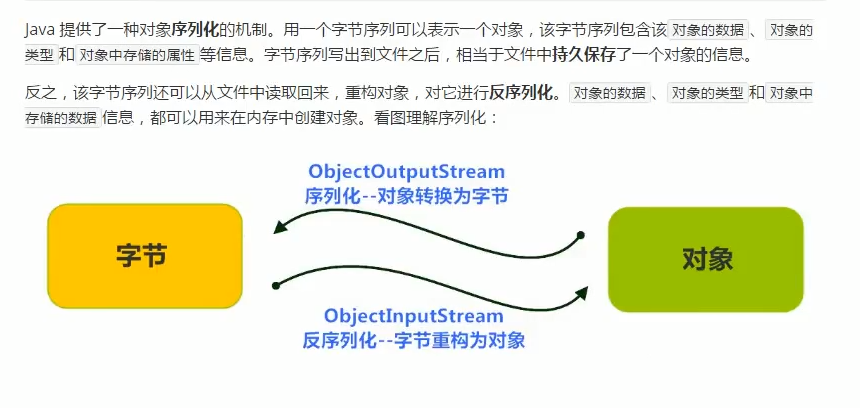 Java 提供了一种对象序列化的机制。用一个字节序列可以表示一个对象，该字节序列包含该对象的数据、对象的
类型和对象中存储的属性等信息。字节序列写出到文件之后，相当于文件中持久保存了一个对象的信息。
反之，该字节序列还可以从文件中读取回来，重构对象，对它进行反序列化。对象的数据、对象的类型和对象中
存储的数据信息，都可以用来在内存中创建对象。看图理解序列化：
ObjectOutputStream
序列化--对象转换为字节
字节
对象
ObjectInputStream
反序列化--字节重构为对象